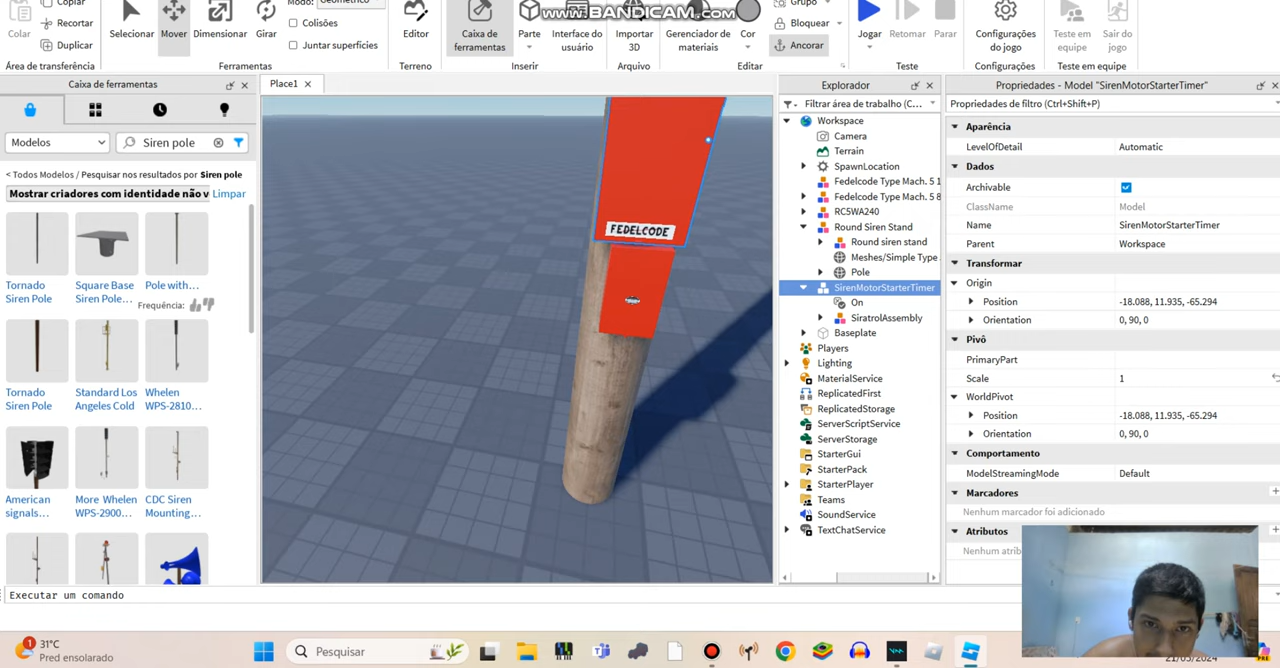 Copiar
Modo: Geométrico
Grupo
www.BANDICAM.com
Recortar
Colisões
Bloquear
Colar
Duplicar
Selecionar
Mover
Dimensionar
Girar
Juntar superfícies
Editor
Caixa de ferramentas
Parte
Interface do usuário
Importar 3D
Gerenciador de materiais
Cor
Ancorar
Jogar
Retomar
Parar
Configurações do jogo
Teste em equipe
Sair do jogo
Área de transferência
Ferramentas
Terreno
Inserir
Arquivo
Editar
Teste
Configurações
Teste em equipe
Caixa de ferramentas
Modelos
Siren pole
< Todos Modelos / Pesquisar nos resultados por Siren pole
Mostrar criadores com identidade não v
Limpar
Tornado Siren Pole
Square Base Siren Pole...
Pole with...
Frequência:
Tornado Siren Pole
Standard Los Angeles Cold
Whelen WPS-2810...
American signals...
More Whelen WPS-2900...
CDC Siren Mounting...
Place1
FEDELCODE
Explorador
Filtrar área de trabalho (C...
Workspace
Camera
Terrain
SpawnLocation
Fedelcode Type Mach. 5 1
Fedelcode Type Mach. 5 8
RC5WA240
Round Siren Stand
Round siren stand
Meshes/Simple Type
Pole
SirenMotorStarterTimer
On
SiratrolAssembly
Baseplate
Players
Lighting
MaterialService
ReplicatedFirst
ReplicatedStorage
ServerScriptService
ServerStorage
StarterGui
StarterPack
StarterPlayer
Teams
SoundService
TextChatService
Propriedades - Model "SirenMotorStarterTimer"
Propriedades de filtro (Ctrl+Shift+P)
Aparência
LevelOfDetail Automatic
Dados
Archivable
ClassName Model
Name SirenMotorStarterTimer
Parent Workspace
Transformar
Origin
Position -18.088, 11.935, -65.294
Orientation 0, 90, 0
Pivô
PrimaryPart
Scale 1
WorldPivot
Position -18.088, 11.935, -65.294
Orientation 0, 90, 0
Comportamento
ModelStreamingMode Default
Marcadores
Nenhum marcador foi adicionado
Atributos
Nenhum atrib
Executar um comando
1
31°C
Pred ensolarado
Pesquisar
21/03/2024